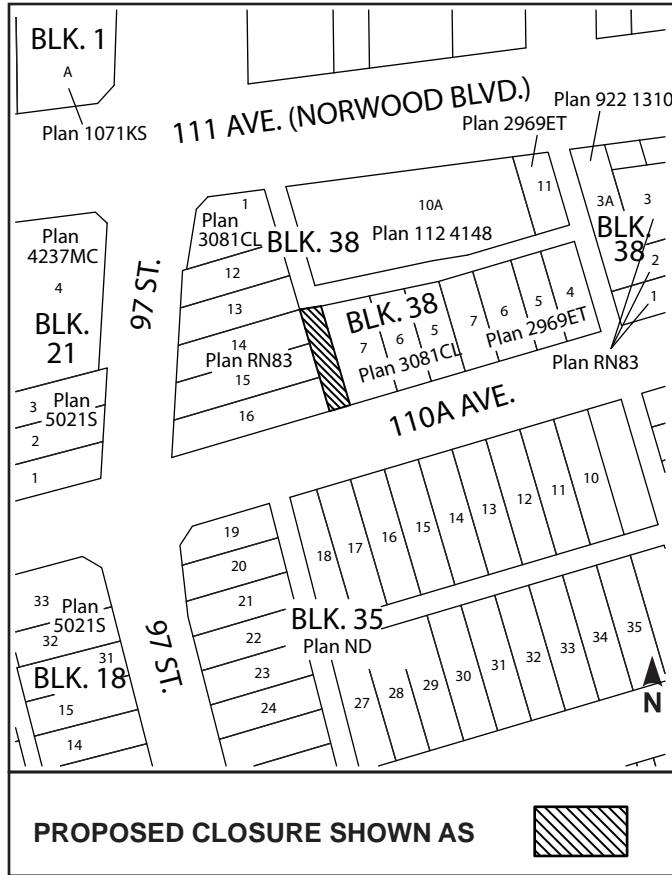 BLK. 1
A
Plan 1071KS
111 AVE. (NORWOOD BLVD.)
Plan 2969ET
Plan 922 1310
1
Plan
3081CL
12
13
14
Plan RN83
15
16
BLK. 38
10A
Plan 112 4148
11
3A
3
BLK.
38
2
1
Plan RN83
Plan
4237MC
4
BLK.
21
97 ST.
3
Plan
5021S
2
1
BLK. 38
7
6
5
Plan 3081CL
7
6
5
4
Plan 2969ET
110A AVE.
19
20
21
22
23
24
18
17
16
15
14
13
12
11
10
BLK. 35
Plan ND
27
28
29
30
31
32
33
34
35
33
Plan
5021S
32
31
BLK. 18
15
14
97 ST.
N
PROPOSED CLOSURE SHOWN AS